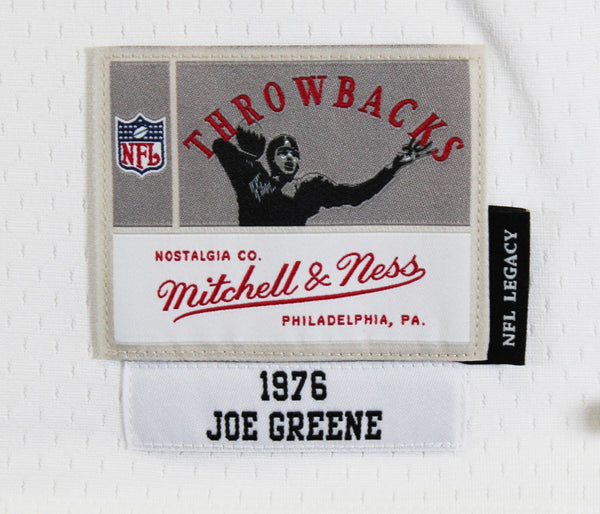 THROWBACKS
NFL
NOSTALGIA CO.
Mitchell & Ness
PHILADELPHIA, PA.
NFL LEGACY
1976
JOE GREENE